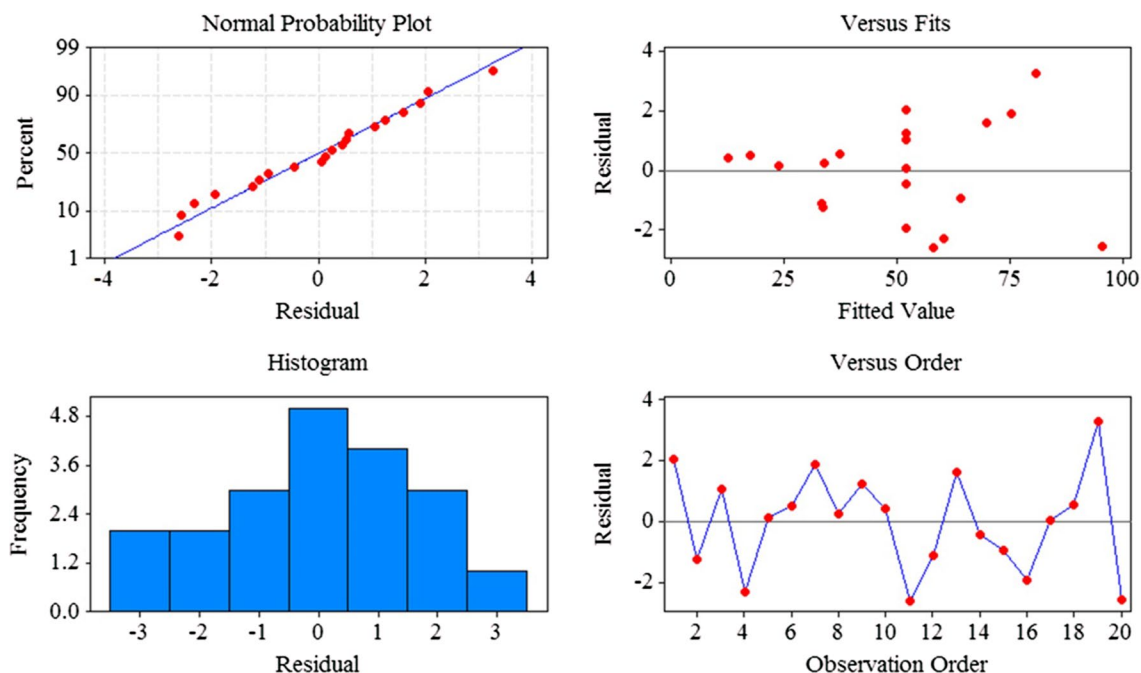 Normal Probability Plot
99
90
50
10
1
Percent
-4 -2 0 2 4
Residual
Versus Fits
4
2
0
-2
Residual
0 25 50 75 100
Fitted Value
Histogram
4.8
3.6
2.4
1.2
0.0
Frequency
-3 -2 -1 0 1 2 3
Residual
Versus Order
4
2
0
-2
Residual
2 4 6 8 10 12 14 16 18 20
Observation Order